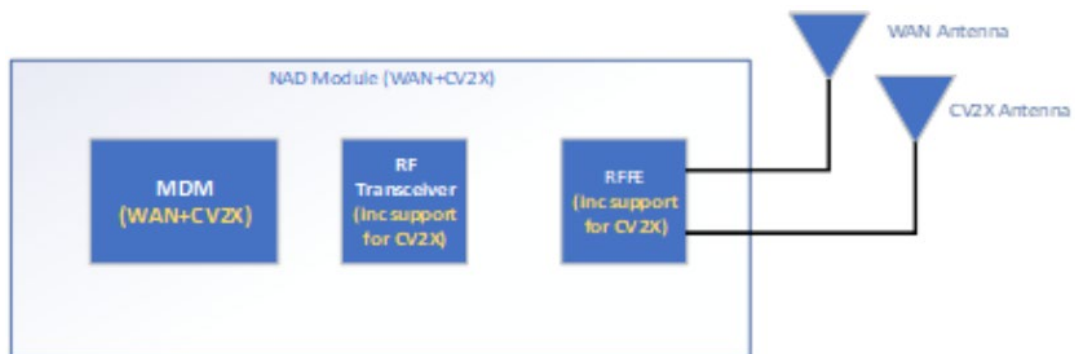 WAN Antenna
NAD Module (WAN+CV2X)
CV2X Antenna
MDM
(WAN+CV2X)
RF
Transceiver
(inc support
for CV2X)
RFFE
(inc support
for CV2X)